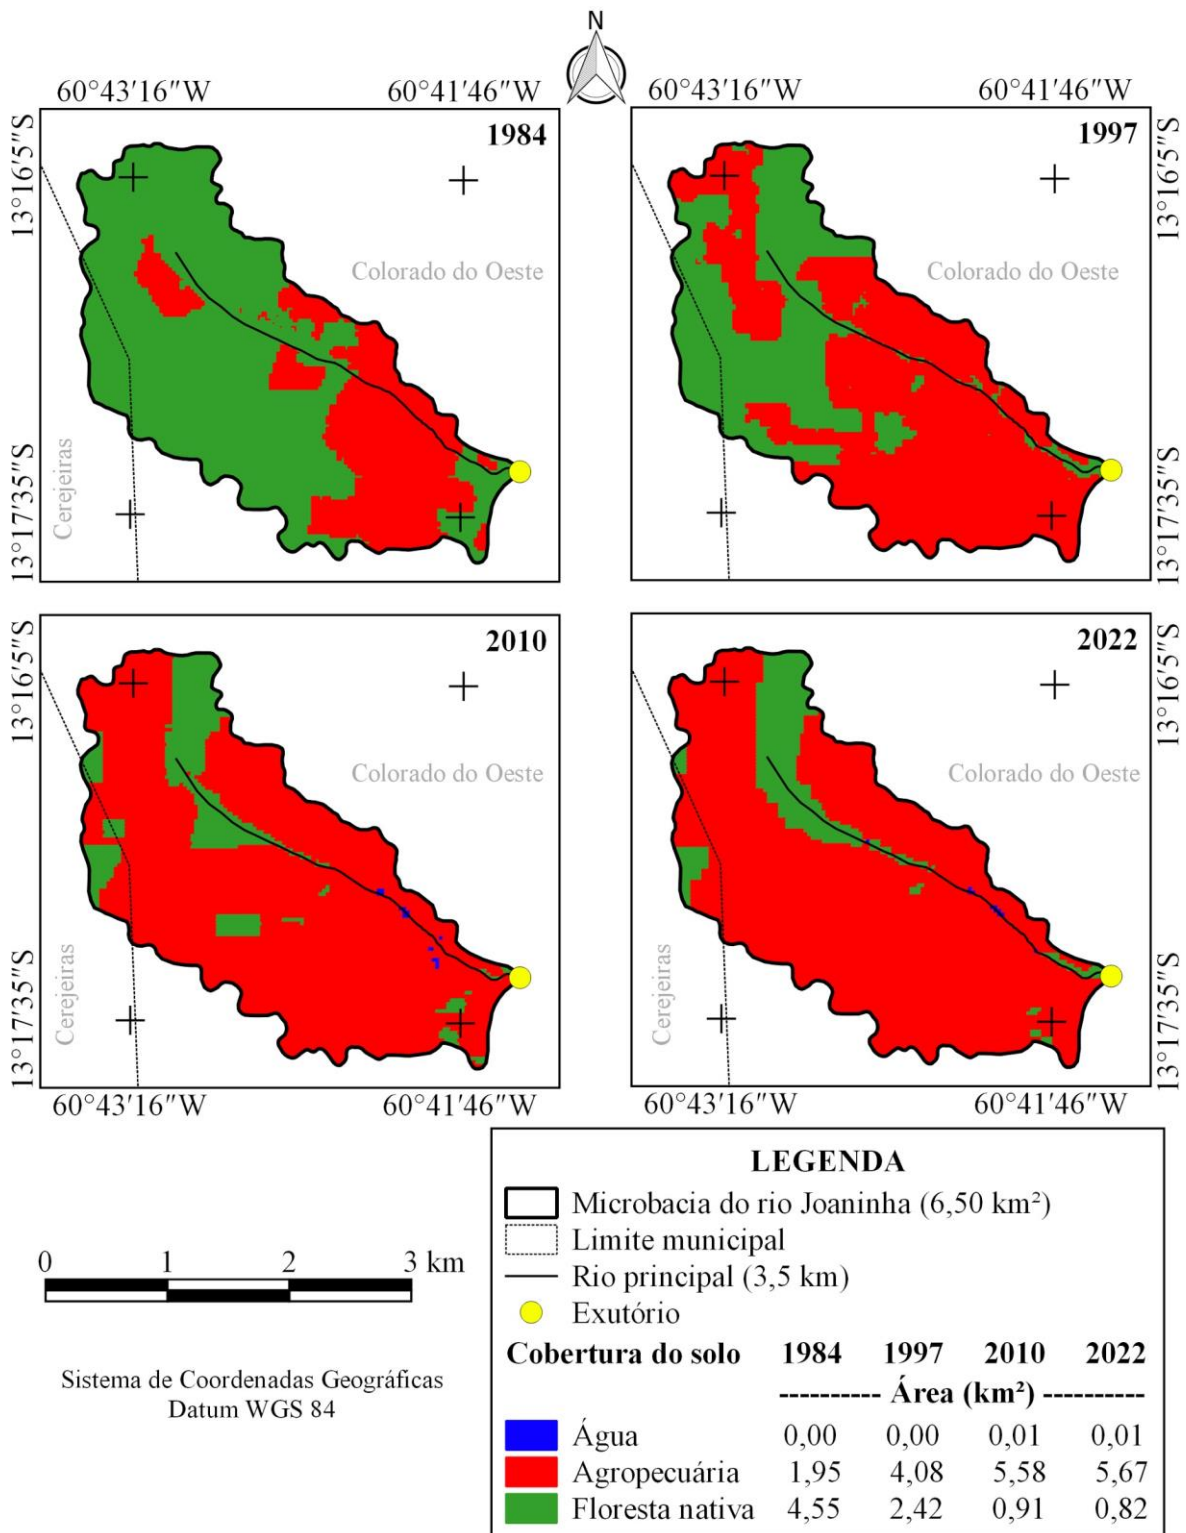 N
60°43'16"W 60°41'46"W 60°43'16"W 60°41'46"W
13°16'5"S 1984 1997 13°16'5"S
Colorado do Oeste Colorado do Oeste
13°17'35"S Cerejeiras Cerejeiras 13°17'35"S
13°16'5"S 2010 2022 13°16'5"S
Colorado do Oeste Colorado do Oeste
13°17'35"S Cerejeiras Cerejeiras 13°17'35"S
60°43'16"W 60°41'46"W 60°43'16"W 60°41'46"W
0 1 2 3 km
Sistema de Coordenadas Geográficas
Datum WGS 84
LEGENDA
Microbacia do rio Joaninha (6,50 km²)
Limite municipal
Rio principal (3,5 km)
Exutório
Cobertura do solo 1984 1997 2010 2022
---------- Área (km²) ----------
Água 0,00 0,00 0,01 0,01
Agropecuária 1,95 4,08 5,58 5,67
Floresta nativa 4,55 2,42 0,91 0,82